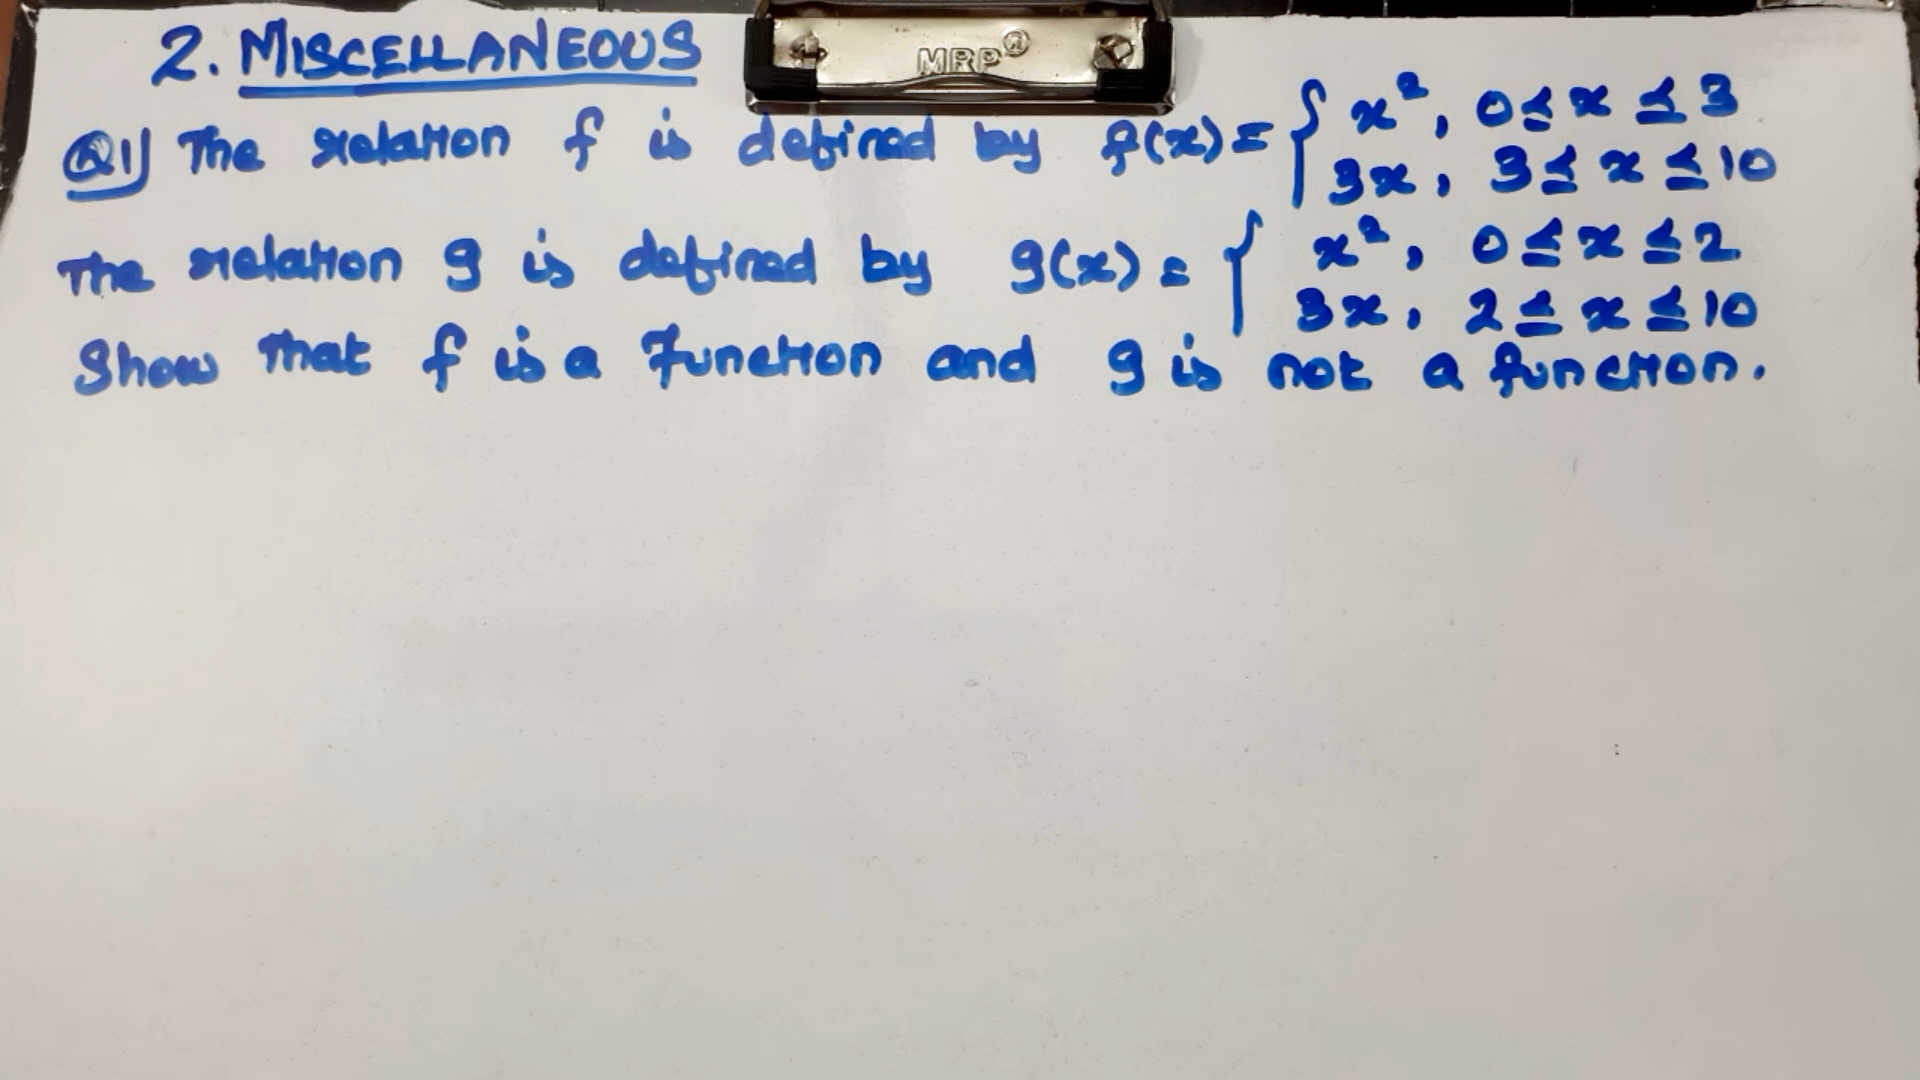 2. MISCELLANEOUS
MRP®
Q1) The relation f is defined by f(x) = { x², 0 ≤ x ≤ 3
3x, 3 ≤ x ≤ 10
The relation g is defined by g(x) = { x², 0 ≤ x ≤ 2
3x, 2 ≤ x ≤ 10
Show that f is a function and g is not a function.